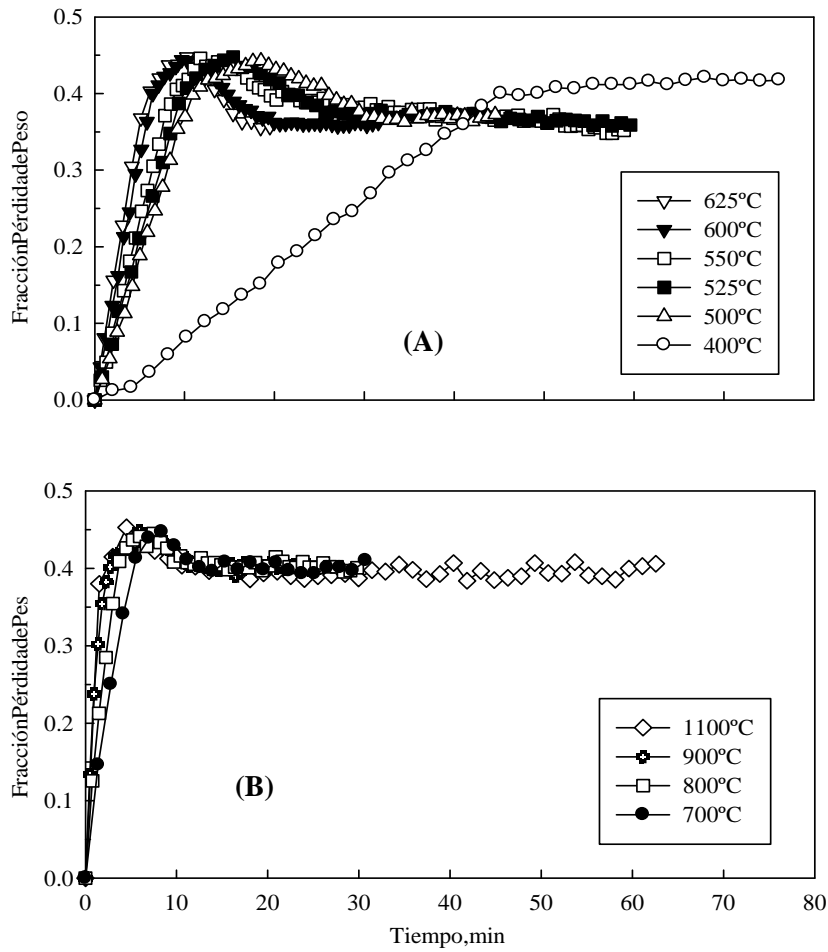 0.5
0.4
0.3
0.2
0.1
0.0
FracciónPérdidadePeso
(A)
625ºC
600ºC
550ºC
525ºC
500ºC
400ºC
0.5
0.4
0.3
0.2
0.1
0.0
FracciónPérdidadePes
(B)
1100ºC
900ºC
800ºC
700ºC
0 10 20 30 40 50 60 70 80
Tiempo,min